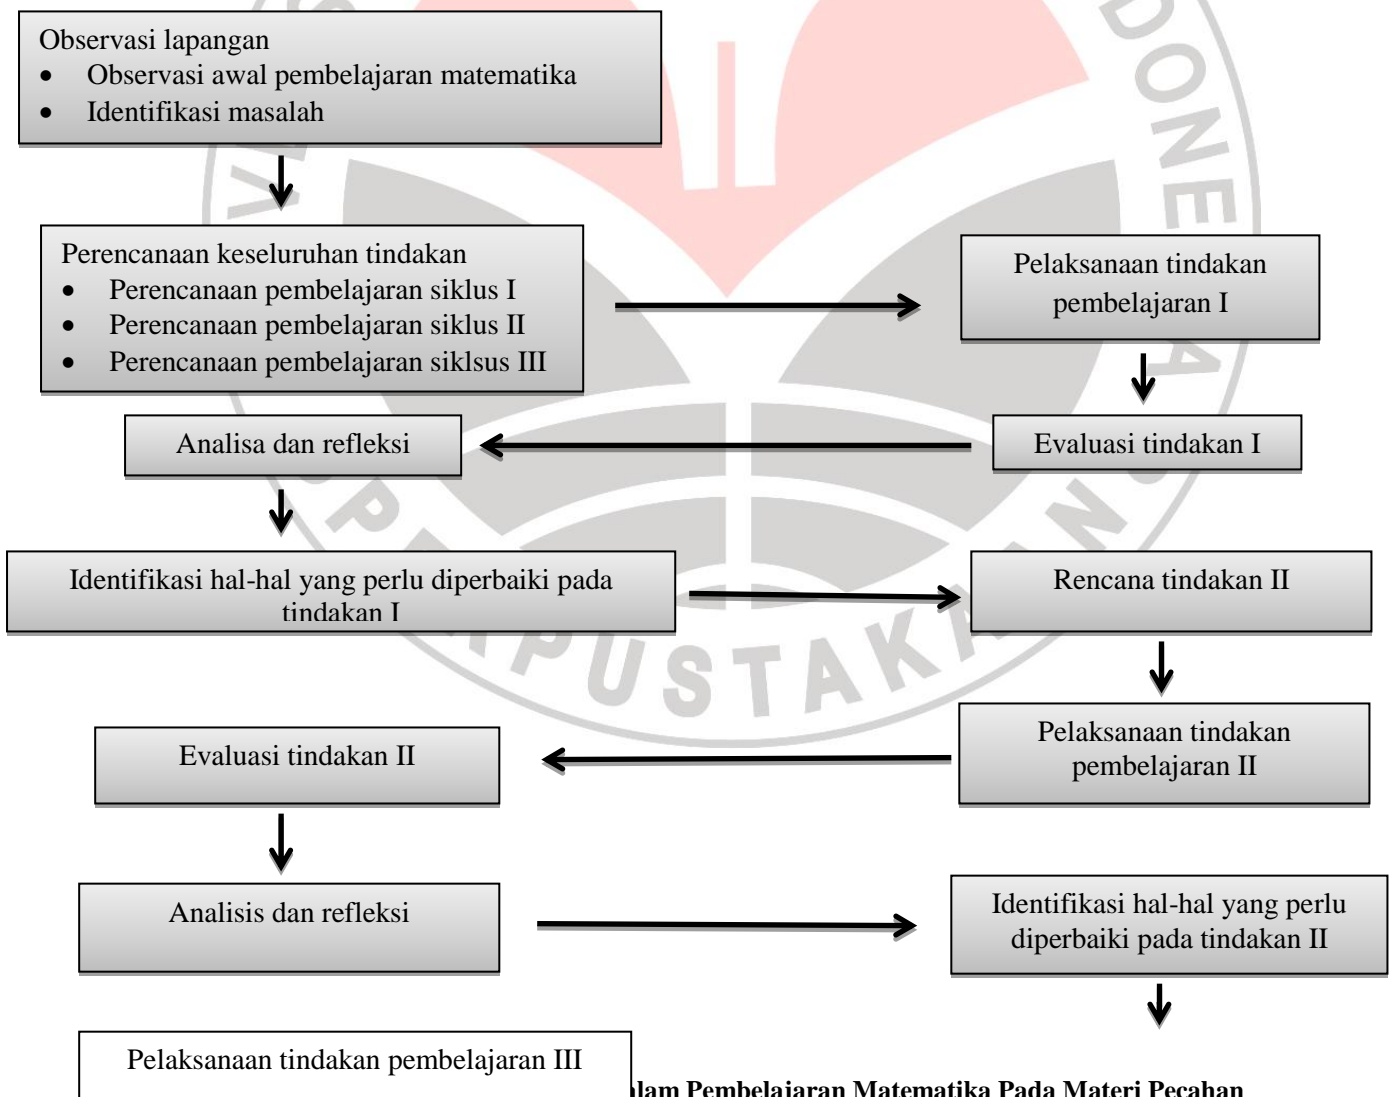 Observasi lapangan
• Observasi awal pembelajaran matematika
• Identifikasi masalah
Perencanaan keseluruhan tindakan
• Perencanaan pembelajaran siklus I
• Perencanaan pembelajaran siklus II
• Perencanaan pembelajaran siklsus III
Pelaksanaan tindakan
pembelajaran I
Analisa dan refleksi
Evaluasi tindakan I
Identifikasi hal-hal yang perlu diperbaiki pada
tindakan I
Rencana tindakan II
Pelaksanaan tindakan
pembelajaran II
Evaluasi tindakan II
Analisis dan refleksi
Identifikasi hal-hal yang perlu
diperbaiki pada tindakan II
Pelaksanaan tindakan pembelajaran III
Pembelajaran Matematika Pada Materi Pecahan